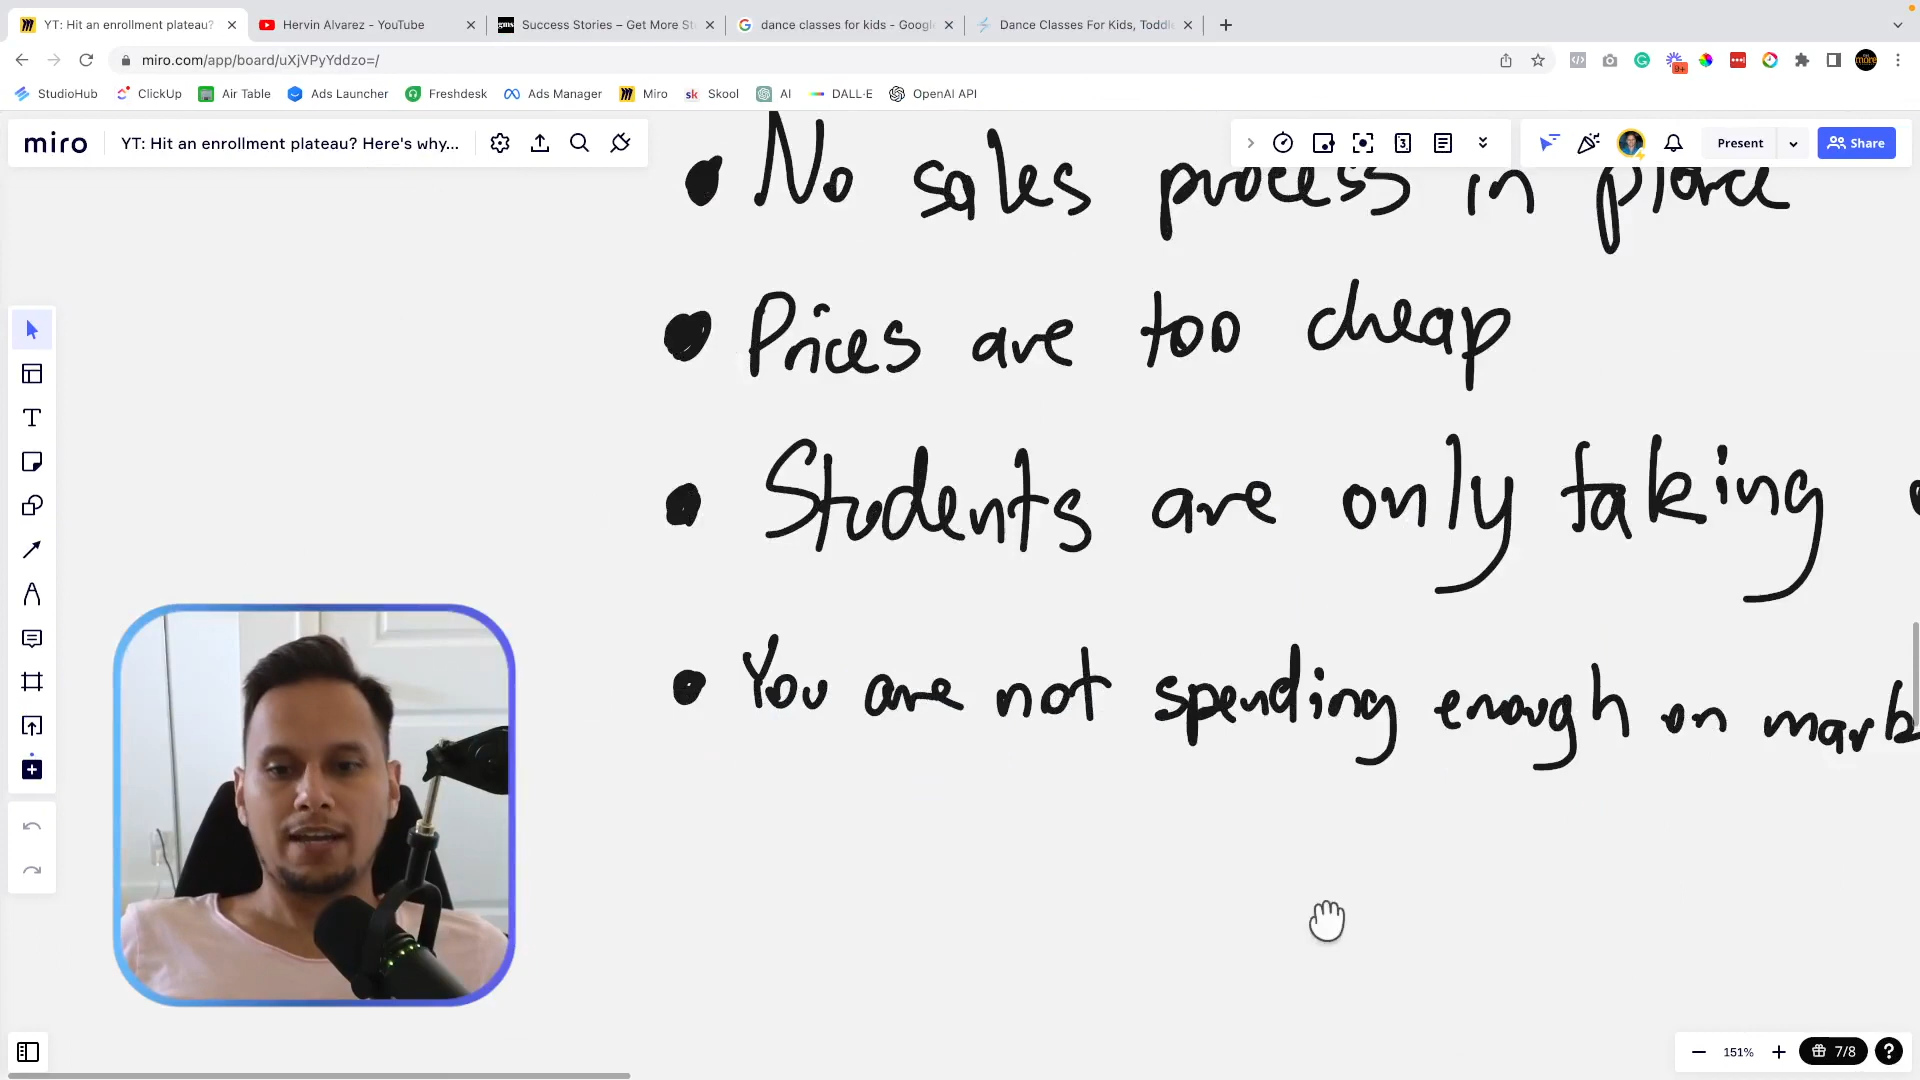 YT: Hit an enrollment plateau?
Hervin Alvarez - YouTube
Success Stories – Get More St
dance classes for kids - Google
Dance Classes For Kids, Toddl
miro.com/app/board/uXjVPyYddzo=/
9+
StudioHub
ClickUp
Air Table
Ads Launcher
Freshdesk
Ads Manager
Miro
sk Skool
AI
DALL·E
OpenAI API
miro
YT: Hit an enrollment plateau? Here's why...
Present
Share
• No sales process in place
• Prices are too cheap
• Students are only taking
• You are not spending enough on mark
151%
7/8